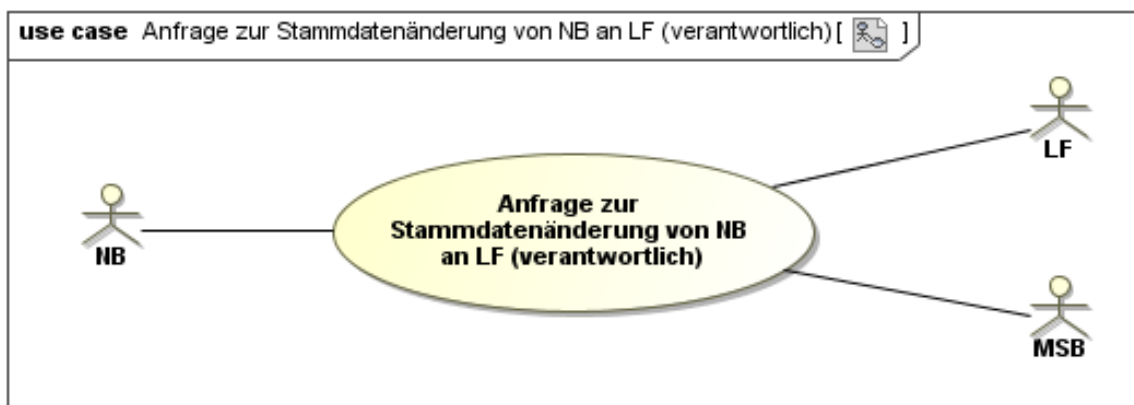 use case Anfrage zur Stammdatenänderung von NB an LF (verantwortlich)[ ]
LF
Anfrage zur
Stammdatenänderung von NB
an LF (verantwortlich)
NB
MSB